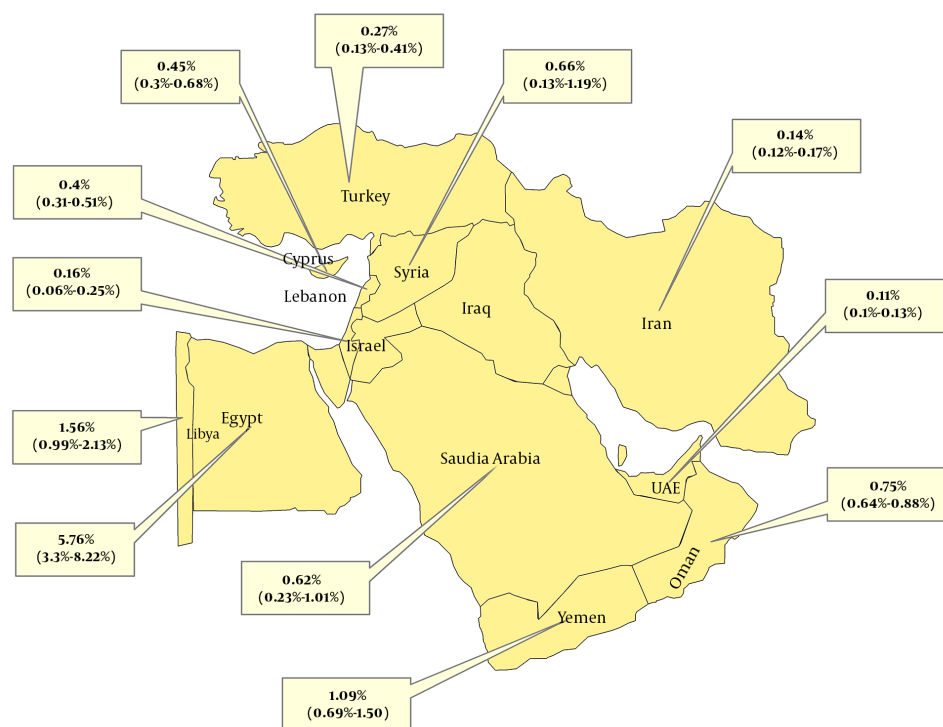 0.27%
(0.13%-0.41%)
0.45%
(0.3%-0.68%)
0.66%
(0.13%-1.19%)
0.14%
(0.12%-0.17%)
0.4%
(0.31-0.51%)
Turkey
Cyprus
0.16%
(0.06%-0.25%)
Syria
Lebanon
Iraq
0.11%
(0.1%-0.13%)
Iran
Israel
1.56%
(0.99%-2.13%)
Egypt
Libya
Saudia Arabia
UAE
0.75%
(0.64%-0.88%)
5.76%
(3.3%-8.22%)
Oman
0.62%
(0.23%-1.01%)
Yemen
1.09%
(0.69%-1.50)